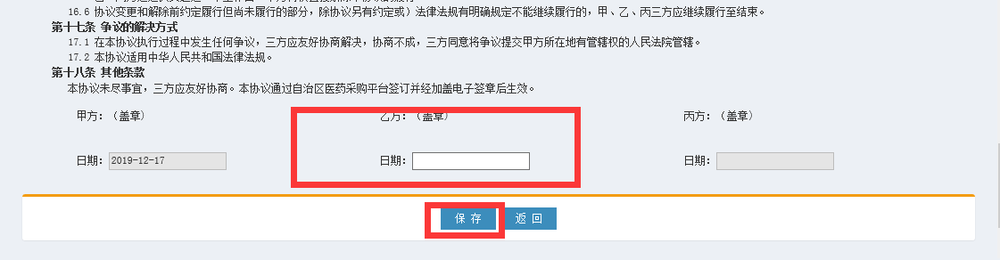 16.6 协议变更和解除前约定履行但尚未履行的部分，除协议另有约定或）法律法规有明确规定不能继续履行的，甲、乙、丙三方应继续履行至结束。
第十七条 争议的解决方式
17.1 在本协议执行过程中发生任何争议，三方应友好协商解决，协商不成，三方同意将争议提交甲方所在地有管辖权的人民法院管辖。
17.2 本协议适用中华人民共和国法律法规。
第十八条 其他条款
本协议未尽事宜，三方应友好协商。本协议通过自治区医药采购平台签订并经加盖电子签章后生效。
甲方：（盖章） 乙方：（盖章） 丙方：（盖章）
日期：2019-12-17 日期： 日期：
保 存 返 回